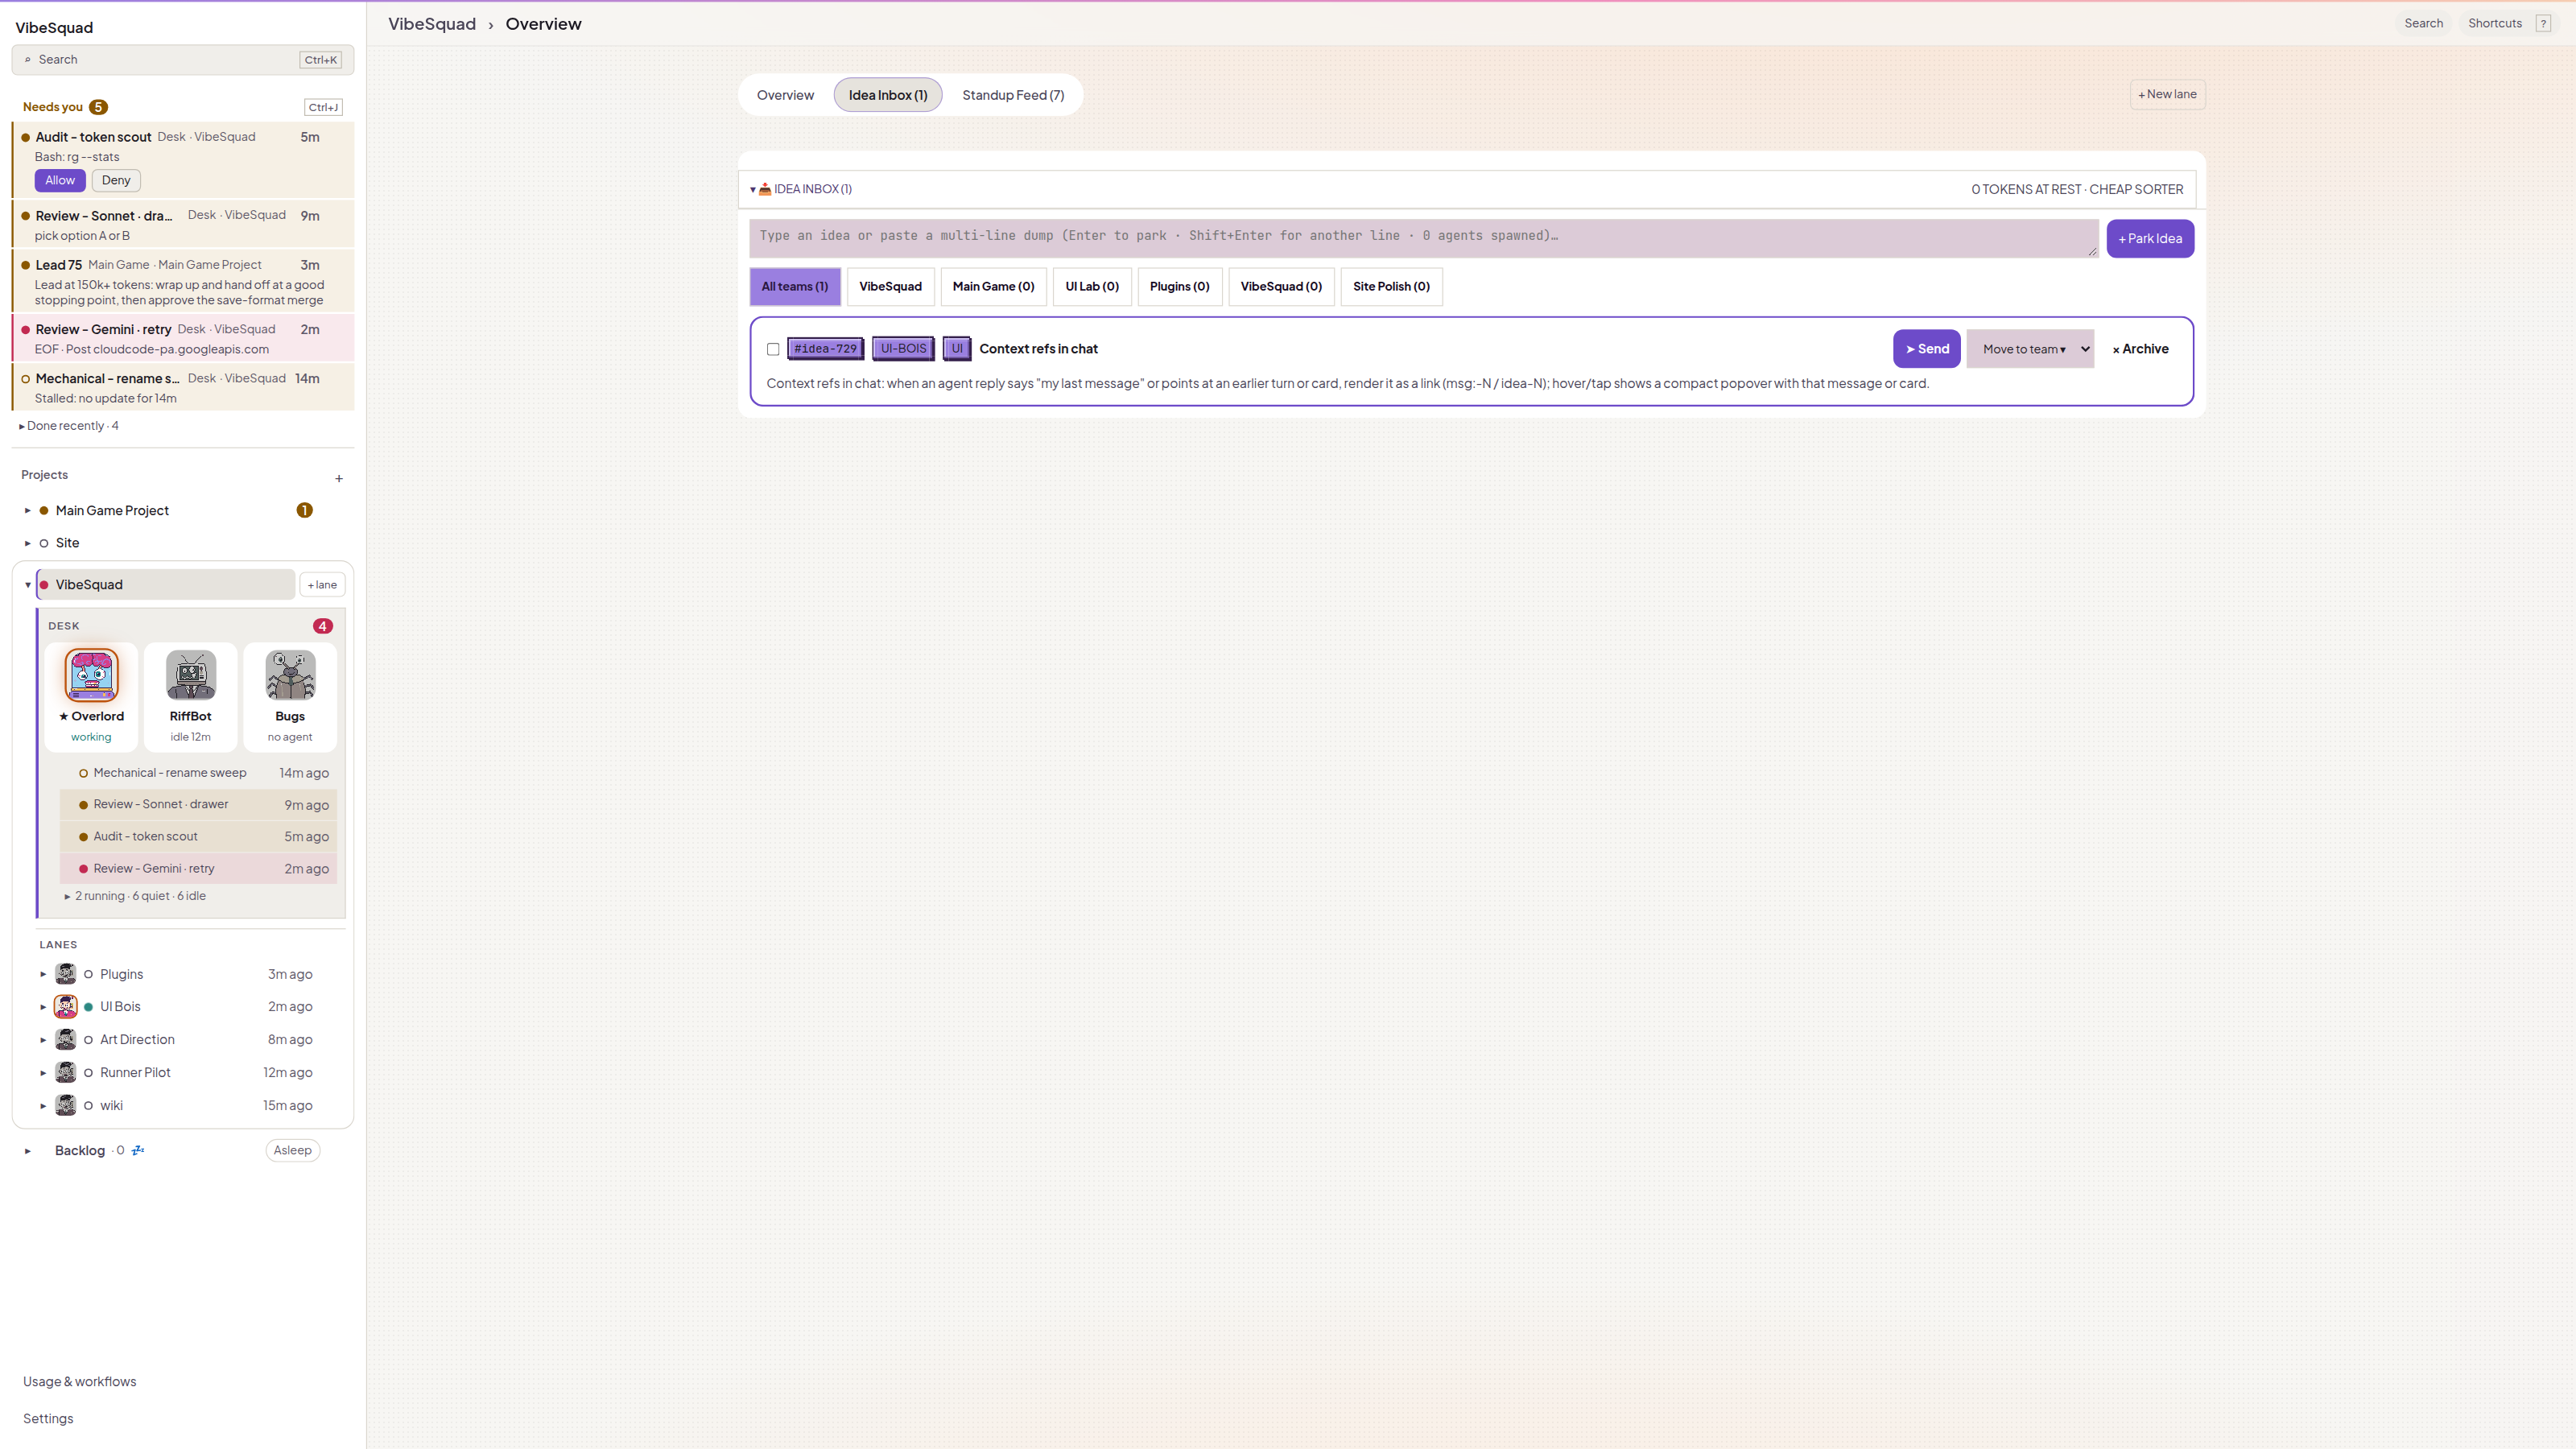 VibeSquad
Search Ctrl+K
Needs you 5 Ctrl+J
Audit – token scout Desk · VibeSquad 5m
Bash: rg --stats
Allow Deny
Review – Sonnet · dra... Desk · VibeSquad 9m
pick option A or B
Lead 75 Main Game · Main Game Project 3m
Lead at 150k+ tokens: wrap up and hand off at a good
stopping point, then approve the save-format merge
Review – Gemini · retry Desk · VibeSquad 2m
EOF · Post cloudcode-pa.googleapis.com
Mechanical – rename s... Desk · VibeSquad 14m
Stalled: no update for 14m
▸ Done recently · 4
Projects +
▸ Main Game Project 1
▸ Site
▾ VibeSquad + lane
DESK 4
★ Overlord RiffBot Bugs
working idle 12m no agent
Mechanical – rename sweep 14m ago
Review – Sonnet · drawer 9m ago
Audit – token scout 5m ago
Review – Gemini · retry 2m ago
▸ 2 running · 6 quiet · 6 idle
LANES
▸ Plugins 3m ago
▸ UI Bois 2m ago
▸ Art Direction 8m ago
▸ Runner Pilot 12m ago
▸ wiki 15m ago
▸ Backlog · 0 💤 Asleep
Usage & workflows
Settings
VibeSquad › Overview Search Shortcuts ?
Overview Idea Inbox (1) Standup Feed (7) + New lane
▾ 📥 IDEA INBOX (1) 0 TOKENS AT REST · CHEAP SORTER
Type an idea or paste a multi-line dump (Enter to park · Shift+Enter for another line · 0 agents spawned)… + Park Idea
All teams (1) VibeSquad Main Game (0) UI Lab (0) Plugins (0) VibeSquad (0) Site Polish (0)
#idea-729 UI-BOIS UI Context refs in chat ➤ Send Move to team ▾ × Archive
Context refs in chat: when an agent reply says "my last message" or points at an earlier turn or card, render it as a link (msg:-N / idea-N); hover/tap shows a compact popover with that message or card.